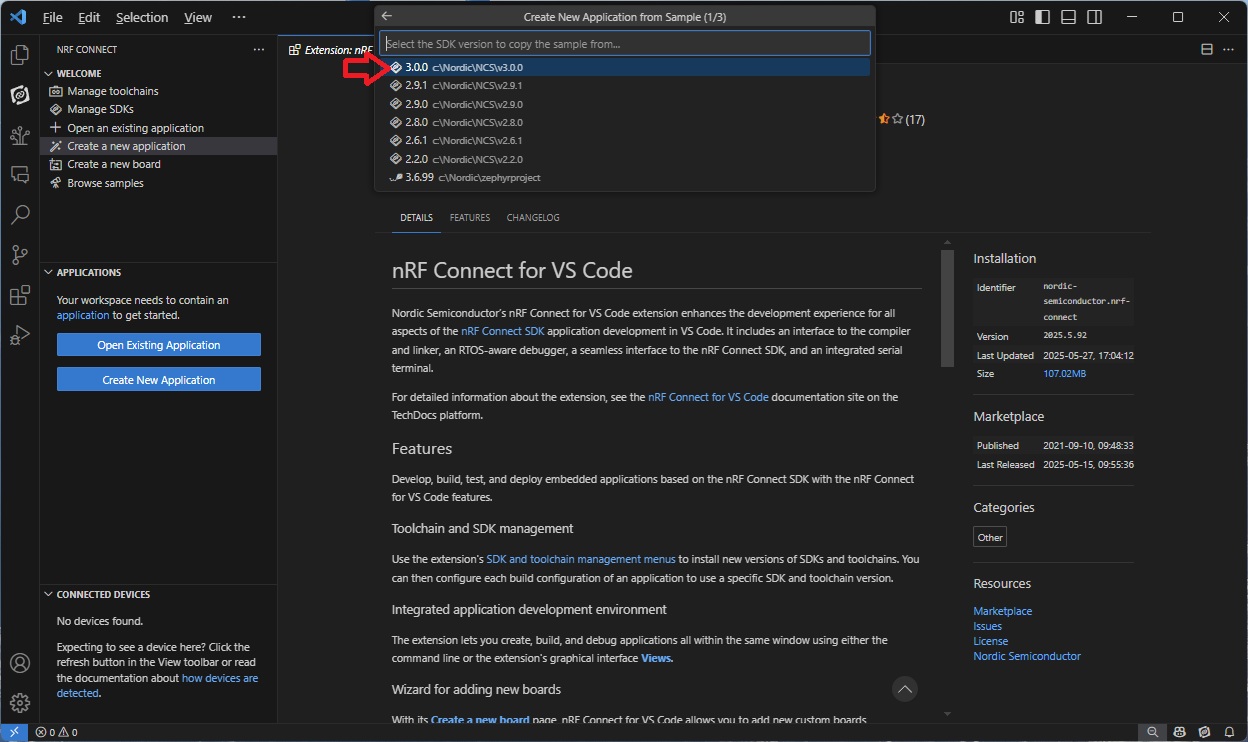 File Edit Selection View ···
Create New Application from Sample (1/3)
Select the SDK version to copy the sample from...
3.0.0 c:\Nordic\NCS\v3.0.0
2.9.1 c:\Nordic\NCS\v2.9.1
2.9.0 c:\Nordic\NCS\v2.9.0
2.8.0 c:\Nordic\NCS\v2.8.0
2.6.1 c:\Nordic\NCS\v2.6.1
2.2.0 c:\Nordic\NCS\v2.2.0
3.6.99 c:\Nordic\zephyrproject
NRF CONNECT
WELCOME
Manage toolchains
Manage SDKs
Open an existing application
Create a new application
Create a new board
Browse samples
APPLICATIONS
Your workspace needs to contain an
application to get started.
Open Existing Application
Create New Application
CONNECTED DEVICES
No devices found.
Expecting to see a device here? Click the
refresh button in the View toolbar or read
the documentation about how devices are
detected.
Extension: nRF
(17)
DETAILS FEATURES CHANGELOG
nRF Connect for VS Code
Nordic Semiconductor's nRF Connect for VS Code extension enhances the development experience for all
aspects of the nRF Connect SDK application development in VS Code. It includes an interface to the compiler
and linker, an RTOS-aware debugger, a seamless interface to the nRF Connect SDK, and an integrated serial
terminal.
For detailed information about the extension, see the nRF Connect for VS Code documentation site on the
TechDocs platform.
Features
Develop, build, test, and deploy embedded applications based on the nRF Connect SDK with the nRF Connect
for VS Code features.
Toolchain and SDK management
Use the extension's SDK and toolchain management menus to install new versions of SDKs and toolchains. You
can then configure each build configuration of an application to use a specific SDK and toolchain version.
Integrated application development environment
The extension lets you create, build, and debug applications all within the same window using either the
command line or the extension's graphical interface Views.
Wizard for adding new boards
With its Create a new board page, nRF Connect for VS Code allows you to add new custom boards
Installation
Identifier nordic-
semiconductor.nrf-
connect
Version 2025.5.92
Last Updated 2025-05-27, 17:04:12
Size 107.02MB
Marketplace
Published 2021-09-10, 09:48:33
Last Released 2025-05-15, 09:55:36
Categories
Other
Resources
Marketplace
Issues
License
Nordic Semiconductor
0 0